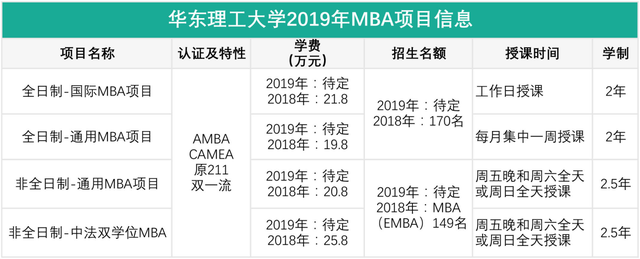 华东理工大学2019年MBA项目信息
项目名称 认证及特性 学费
(万元) 招生名额 授课时间 学制
全日制-国际MBA项目 2019年：待定
2018年：21.8 工作日授课 2年
全日制-通用MBA项目 2019年：待定
2018年：19.8 每月集中一周授课 2年
2019年：待定
2018年：170名
AMBA
CAMEA
原211
双一流
非全日制-通用MBA项目 2019年：待定
2018年：20.8 周五晚和周六全天
或周日全天授课 2.5年
非全日制-中法双学位MBA 2019年：待定
2018年：25.8 周五晚和周六全天
或周日全天授课 2.5年
2019年：待定
2018年：MBA
(EMBA）149名